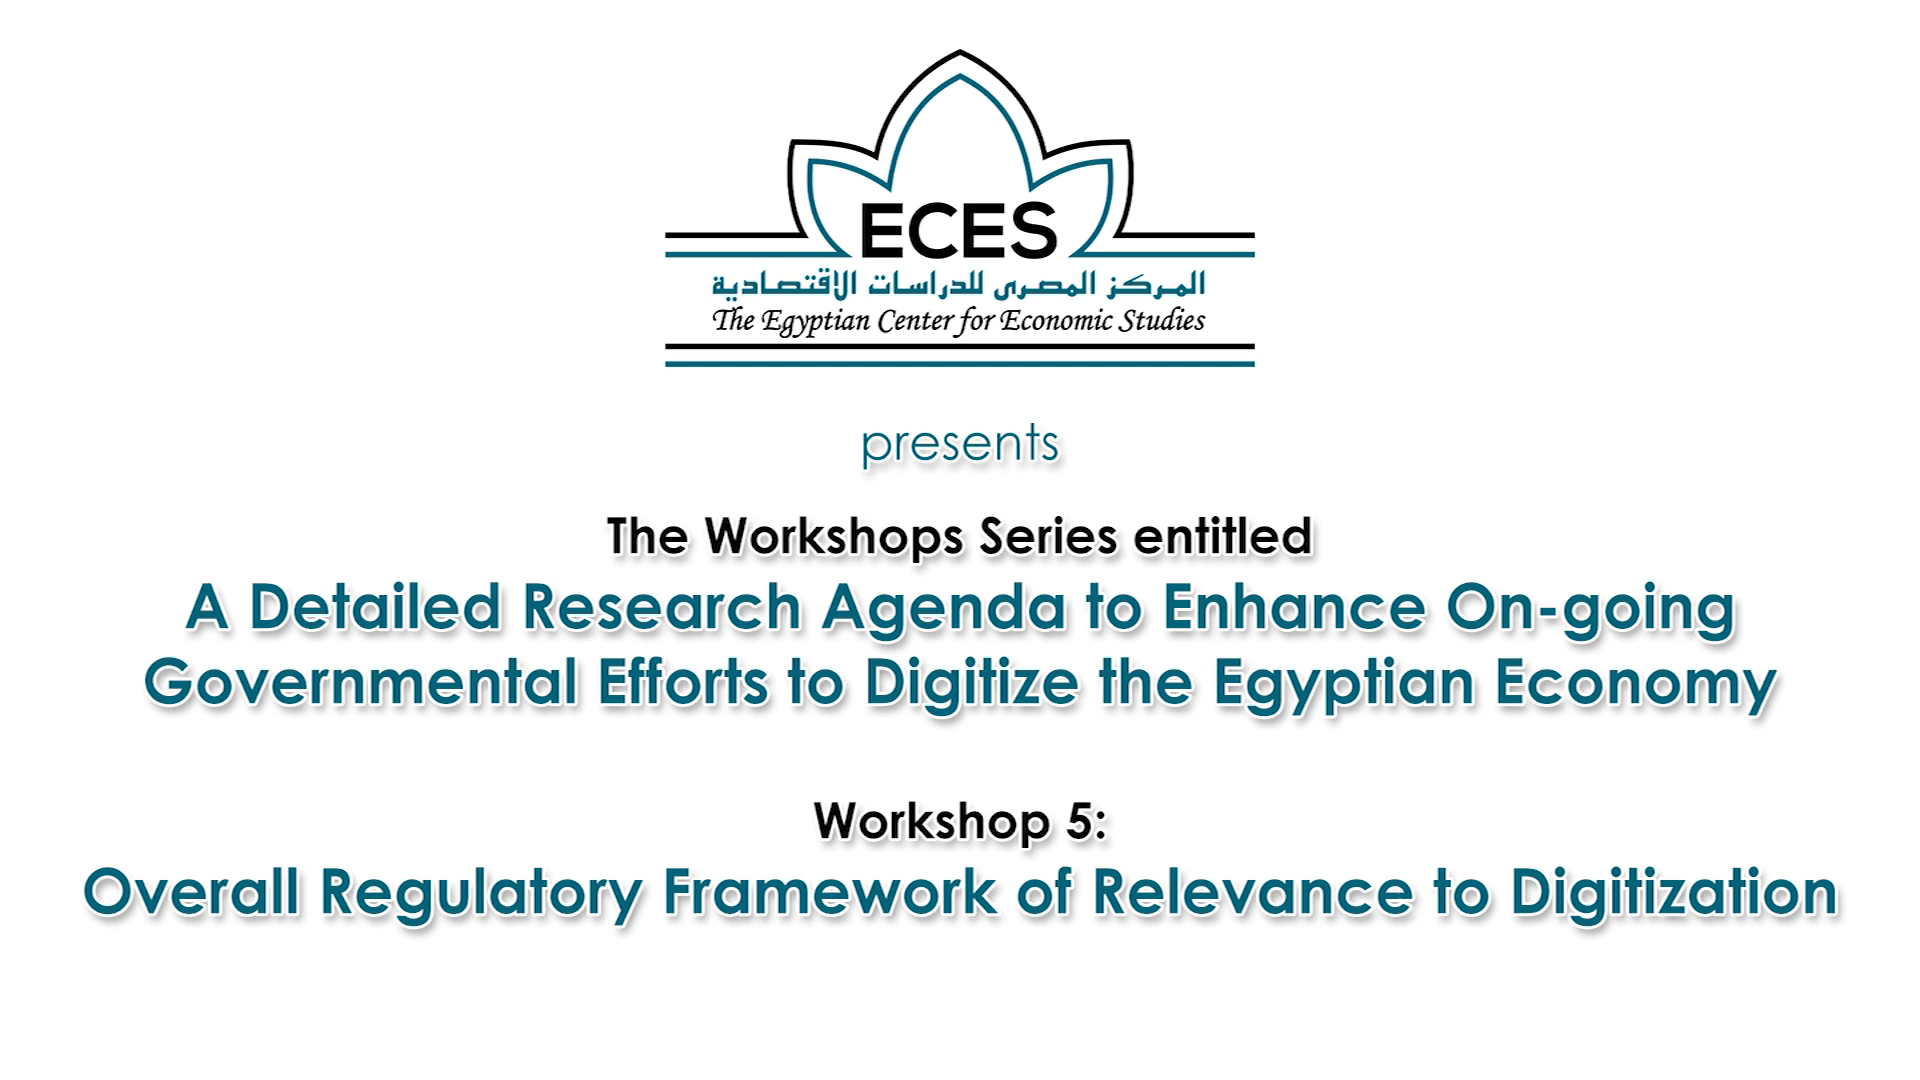 ECES
المركز المصرى للدراسات الاقتصادية
The Egyptian Center for Economic Studies
presents
The Workshops Series entitled
A Detailed Research Agenda to Enhance On-going
Governmental Efforts to Digitize the Egyptian Economy
Workshop 5:
Overall Regulatory Framework of Relevance to Digitization